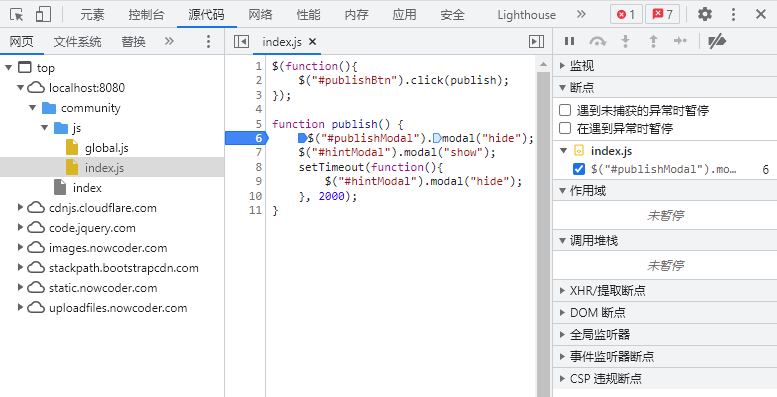 元素 控制台 源代码 网络 性能 内存 应用 安全 Lighthouse » 1 7
网页 文件系统 替换 »
index.js ×
top
localhost:8080
community
js
global.js
index.js
index
cdnjs.cloudflare.com
code.jquery.com
images.nowcoder.com
stackpath.bootstrapcdn.com
static.nowcoder.com
uploadfiles.nowcoder.com
1 $(function(){
2 $("#publishBtn").click(publish);
3 });
4
5 function publish() {
6 $("#publishModal").modal("hide");
7 $("#hintModal").modal("show");
8 setTimeout(function(){
9 $("#hintModal").modal("hide");
10 }, 2000);
11 }
监视
断点
遇到未捕获的异常时暂停
在遇到异常时暂停
index.js
$("#publishModal").mo… 6
作用域
未暂停
调用堆栈
未暂停
XHR/提取断点
DOM 断点
全局监听器
事件监听器断点
CSP 违规断点